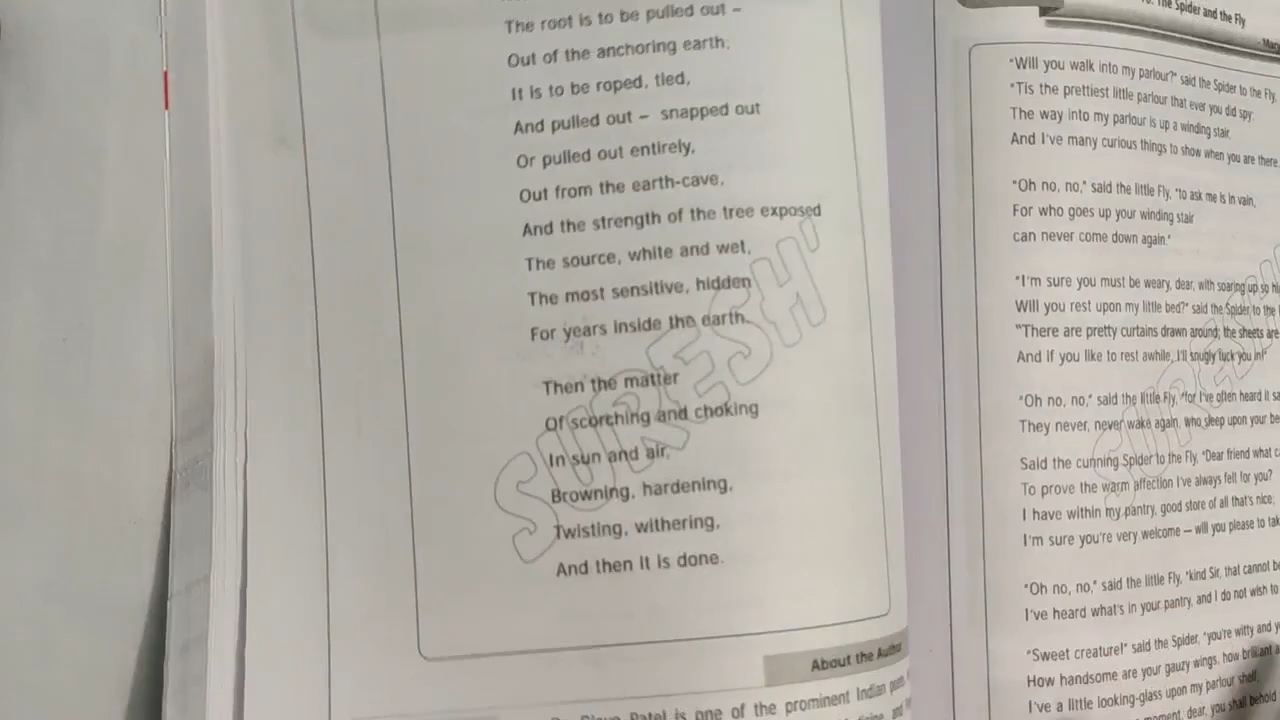 The root is to be pulled out –
Out of the anchoring earth;
It is to be roped, tied,
And pulled out – snapped out
Or pulled out entirely,
Out from the earth-cave,
And the strength of the tree exposed
The source, white and wet,
The most sensitive, hidden
For years inside the earth.
Then the matter
Of scorching and choking
In sun and air,
Browning, hardening,
Twisting, withering,
And then it is done.
SURESH
About the Author
Patel is one of the prominent Indian
The Spider and the Fly
"Will you walk into my parlour?" said the Spider to the Fly,
"Tis the prettiest little parlour that ever you did spy;
The way into my parlour is up a winding stair,
And I've many curious things to show when you are there
"Oh no, no," said the little Fly, "to ask me is in vain,
For who goes up your winding stair
can never come down again."
"I'm sure you must be weary, dear, with soaring up so
Will you rest upon my little bed?" said the Spider to the
"There are pretty curtains drawn around; the sheets are
And if you like to rest awhile, I'll snugly tuck you in!"
"Oh no, no," said the little Fly, "for I've often heard it
They never, never wake again, who sleep upon your
Said the cunning Spider to the Fly, "Dear friend what
To prove the warm affection I've always felt for you?
I have within my pantry, good store of all that's nice;
I'm sure you're very welcome – will you please to
"Oh no, no," said the little Fly, "kind Sir, that cannot
I've heard what's in your pantry, and I do not wish to
"Sweet creature!" said the Spider, "you're witty and
How handsome are your gauzy wings, how brilliant
I've a little looking-glass upon my parlour shelf,
moment, dear, you shall behold